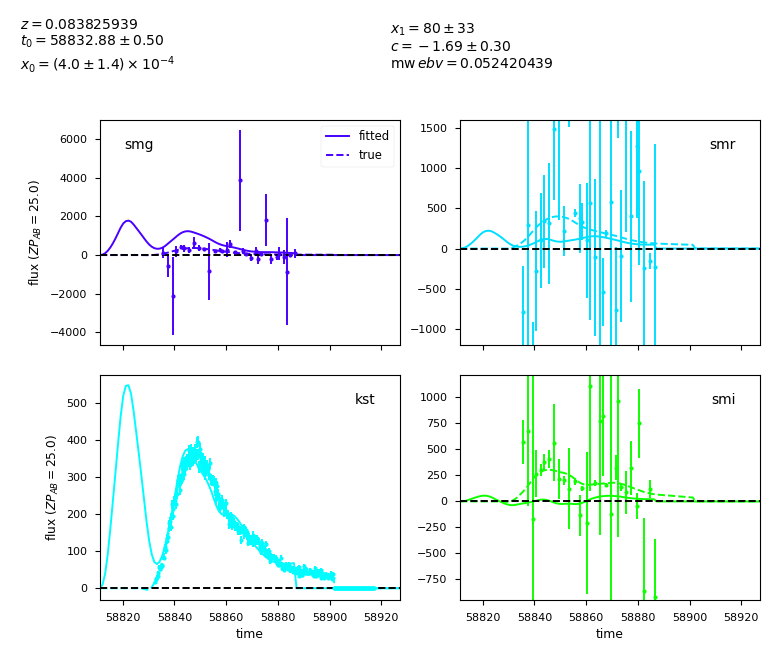 z = 0.083825939
t₀ = 58832.88 ± 0.50
x₀ = (4.0 ± 1.4) × 10⁻⁴
x₁ = 80 ± 33
c = −1.69 ± 0.30
mw ebv = 0.052420439
smg
fitted
true
flux (ZP_AB = 25.0)
6000
4000
2000
0
−2000
−4000
smr
1500
1000
500
0
−500
−1000
kst
flux (ZP_AB = 25.0)
500
400
300
200
100
0
58820 58840 58860 58880 58900 58920
time
smi
1000
750
500
250
0
−250
−500
−750
58820 58840 58860 58880 58900 58920
time